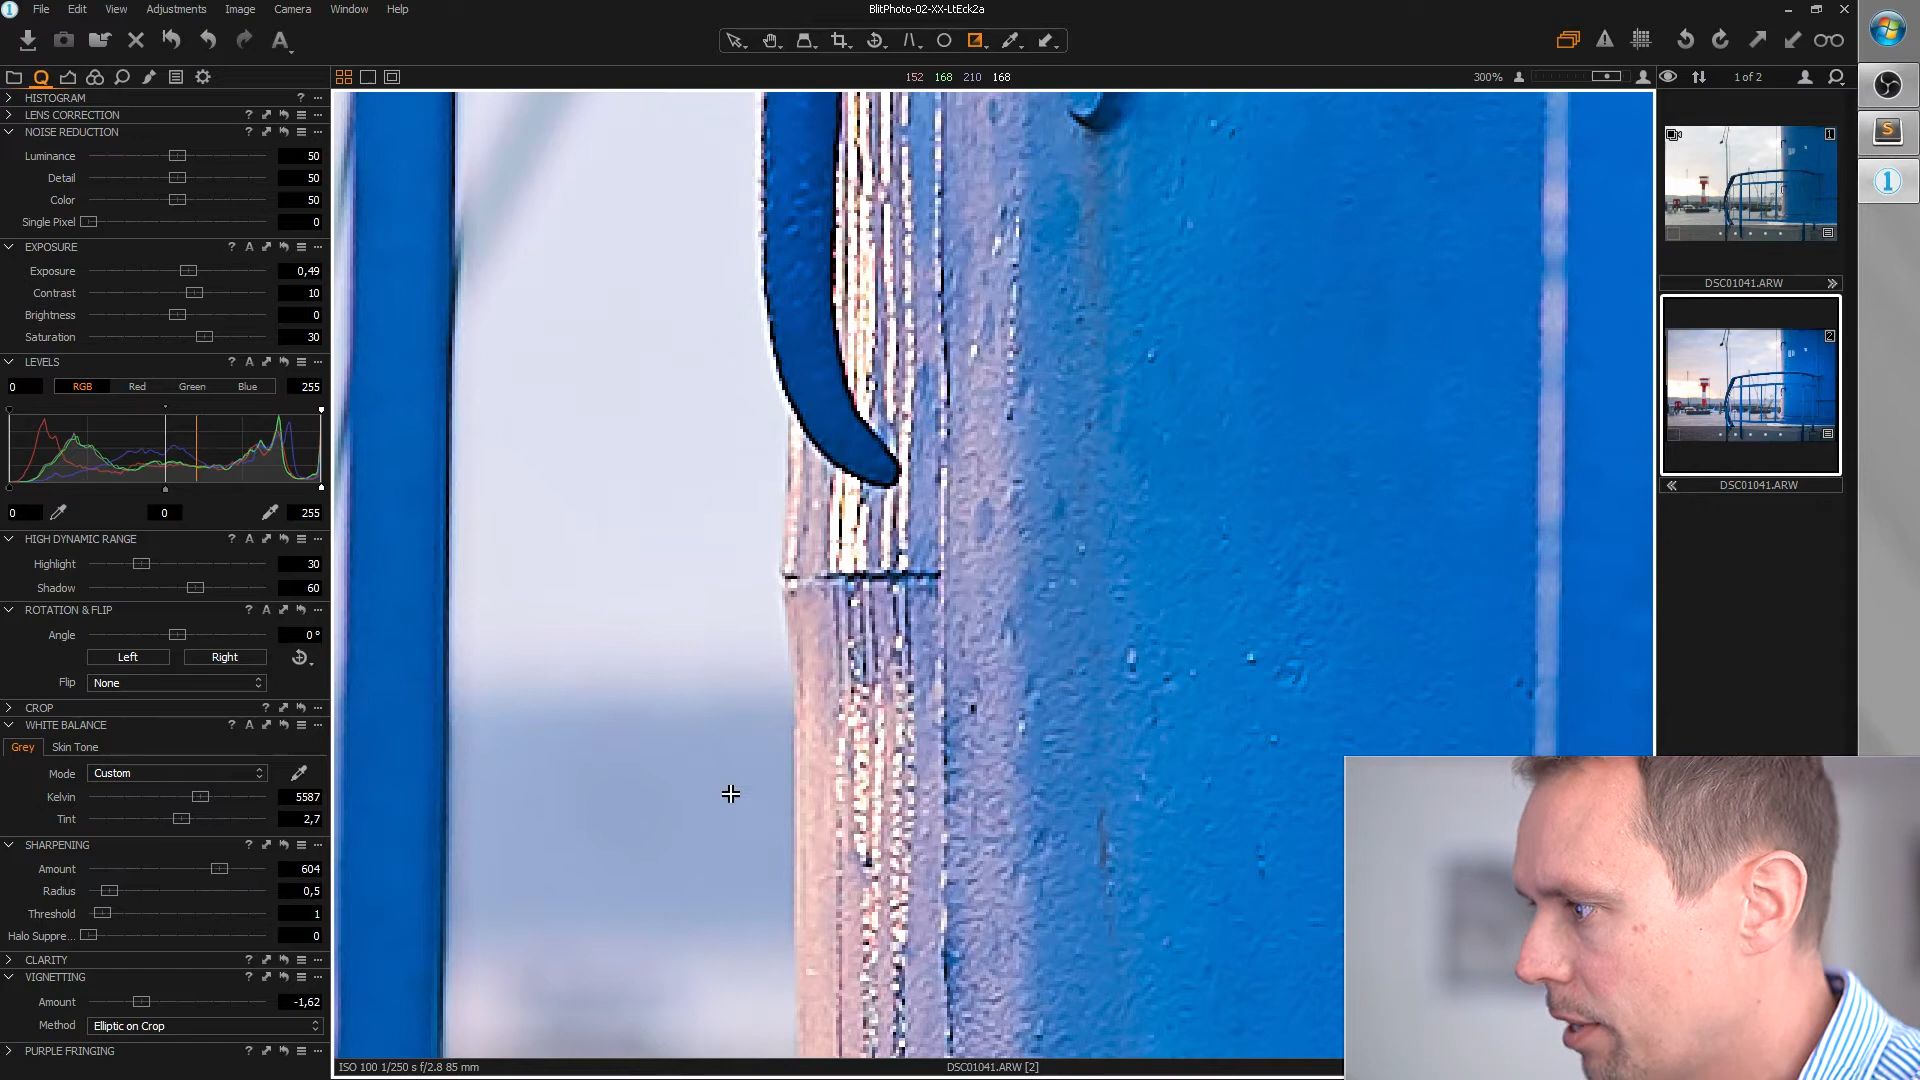 File Edit View Adjustments Image Camera Window Help
BlitPhoto-02-XX-LtEck2a
152 168 210 168
300%
1 of 2
HISTOGRAM
LENS CORRECTION
NOISE REDUCTION
Luminance 50
Detail 50
Color 50
Single Pixel 0
EXPOSURE
Exposure 0,49
Contrast 10
Brightness 0
Saturation 30
LEVELS
0 RGB Red Green Blue 255
0 0 255
HIGH DYNAMIC RANGE
Highlight 30
Shadow 60
ROTATION & FLIP
Angle 0°
Left Right
Flip None
CROP
WHITE BALANCE
Grey Skin Tone
Mode Custom
Kelvin 5587
Tint 2,7
SHARPENING
Amount 604
Radius 0,5
Threshold 1
Halo Suppre... 0
CLARITY
VIGNETTING
Amount -1,62
Method Elliptic on Crop
PURPLE FRINGING
ISO 100 1/250 s f/2.8 85 mm
DSC01041.ARW [2]
1
DSC01041.ARW
2
DSC01041.ARW